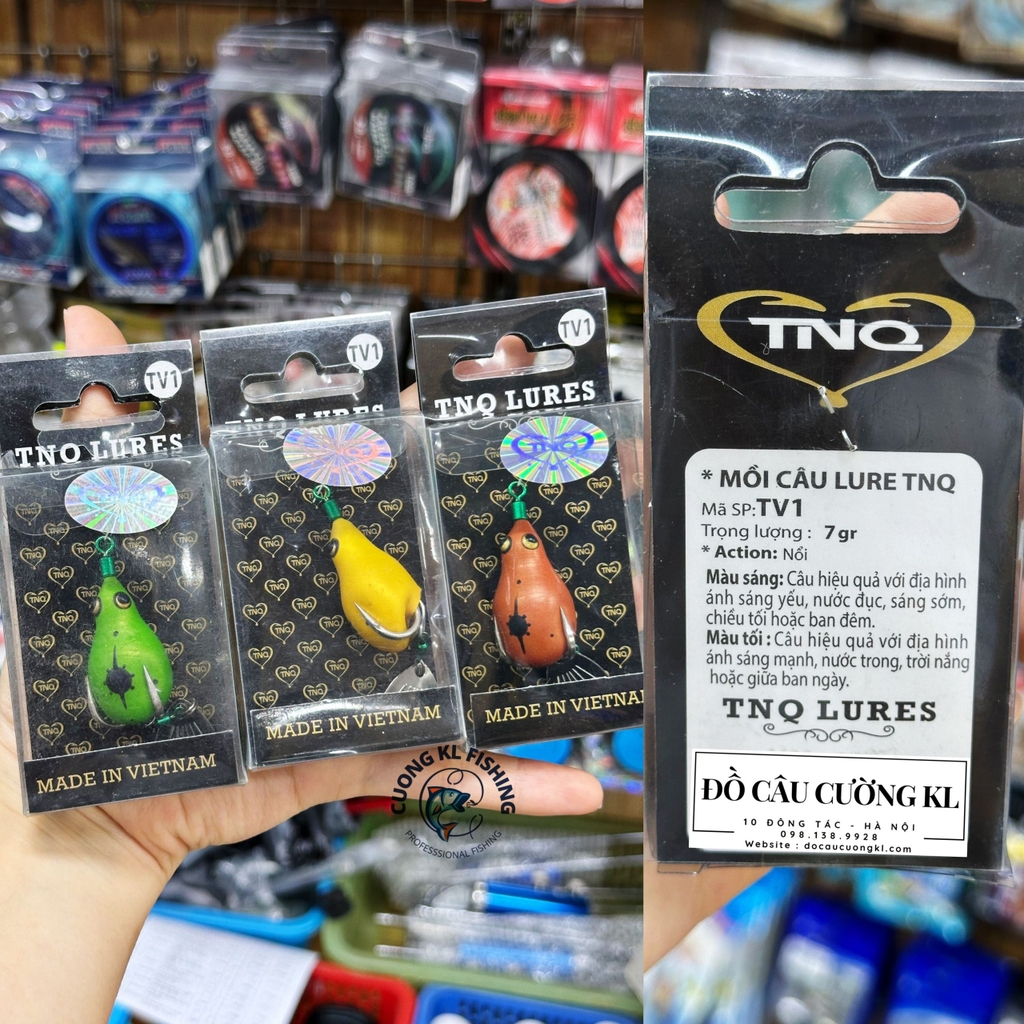 TV1
TNQ LURES
MADE IN VIETNAM
TV1
TNQ LURES
MADE IN VIETNAM
TV1
TNQ LURES
TNQ
MADE IN VIETNAM
CUONG KL FISHING
PROFESSSIONAL FISHING
TNQ
* MỒI CÂU LURE TNQ
Mã SP:TV1
Trọng lượng : 7gr
* Action: Nổi
Màu sáng: Câu hiệu quả với địa hình
ánh sáng yếu, nước đục, sáng sớm,
chiều tối hoặc ban đêm.
Màu tối : Câu hiệu quả với địa hình
ánh sáng mạnh, nước trong, trời nắng
hoặc giữa ban ngày.
TNQ LURES
ĐỒ CÂU CƯỜNG KL
10 ĐÔNG TÁC - HÀ NỘI
098.138.9928
Website : docaucuongkl.com